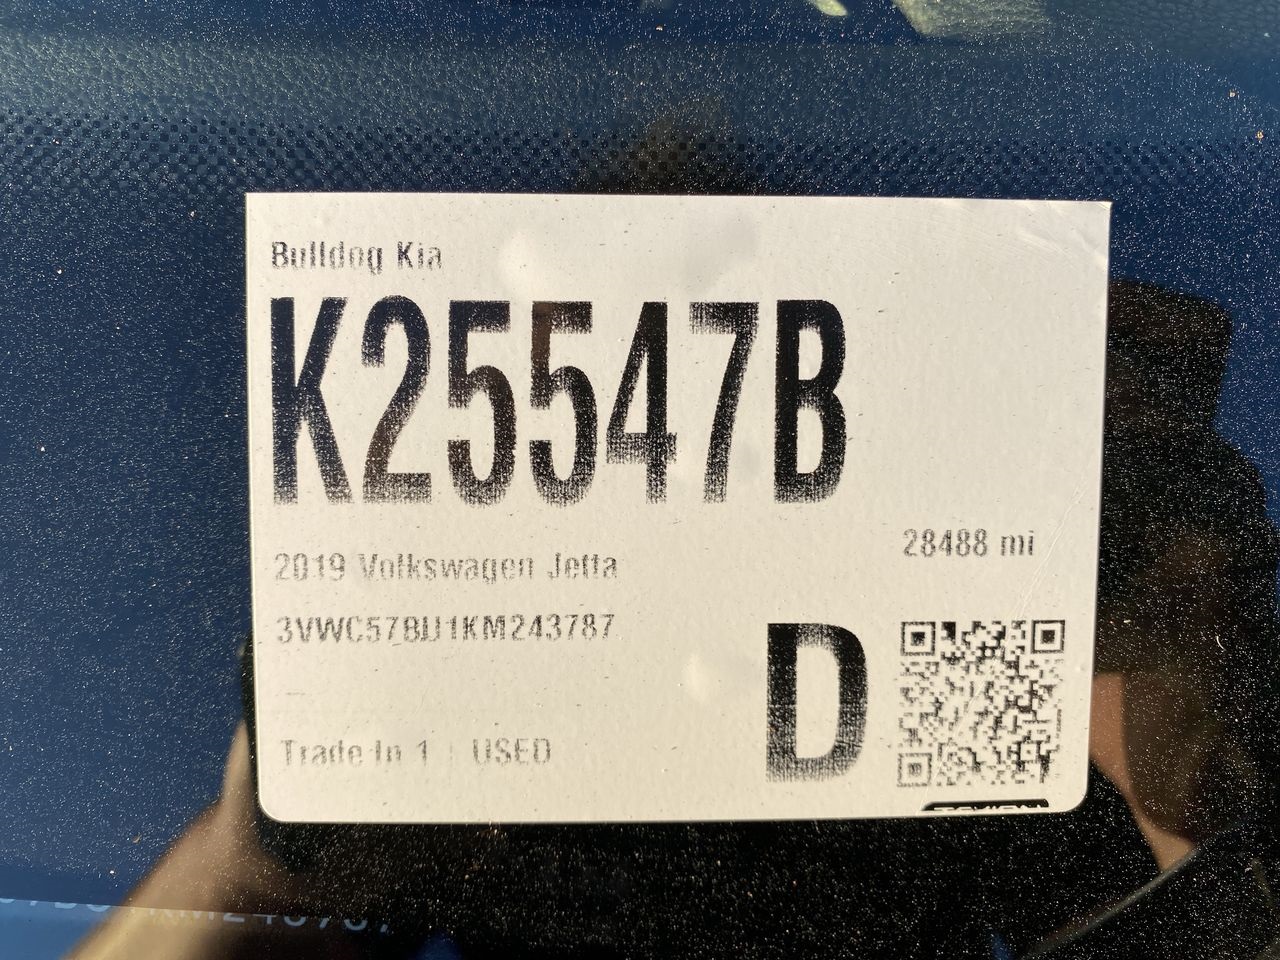 Bulldog Kia
K25547B
2019 Volkswagen Jetta
28488 mi
3VWC57BU1KM243787
D
Trade In 1 | USED